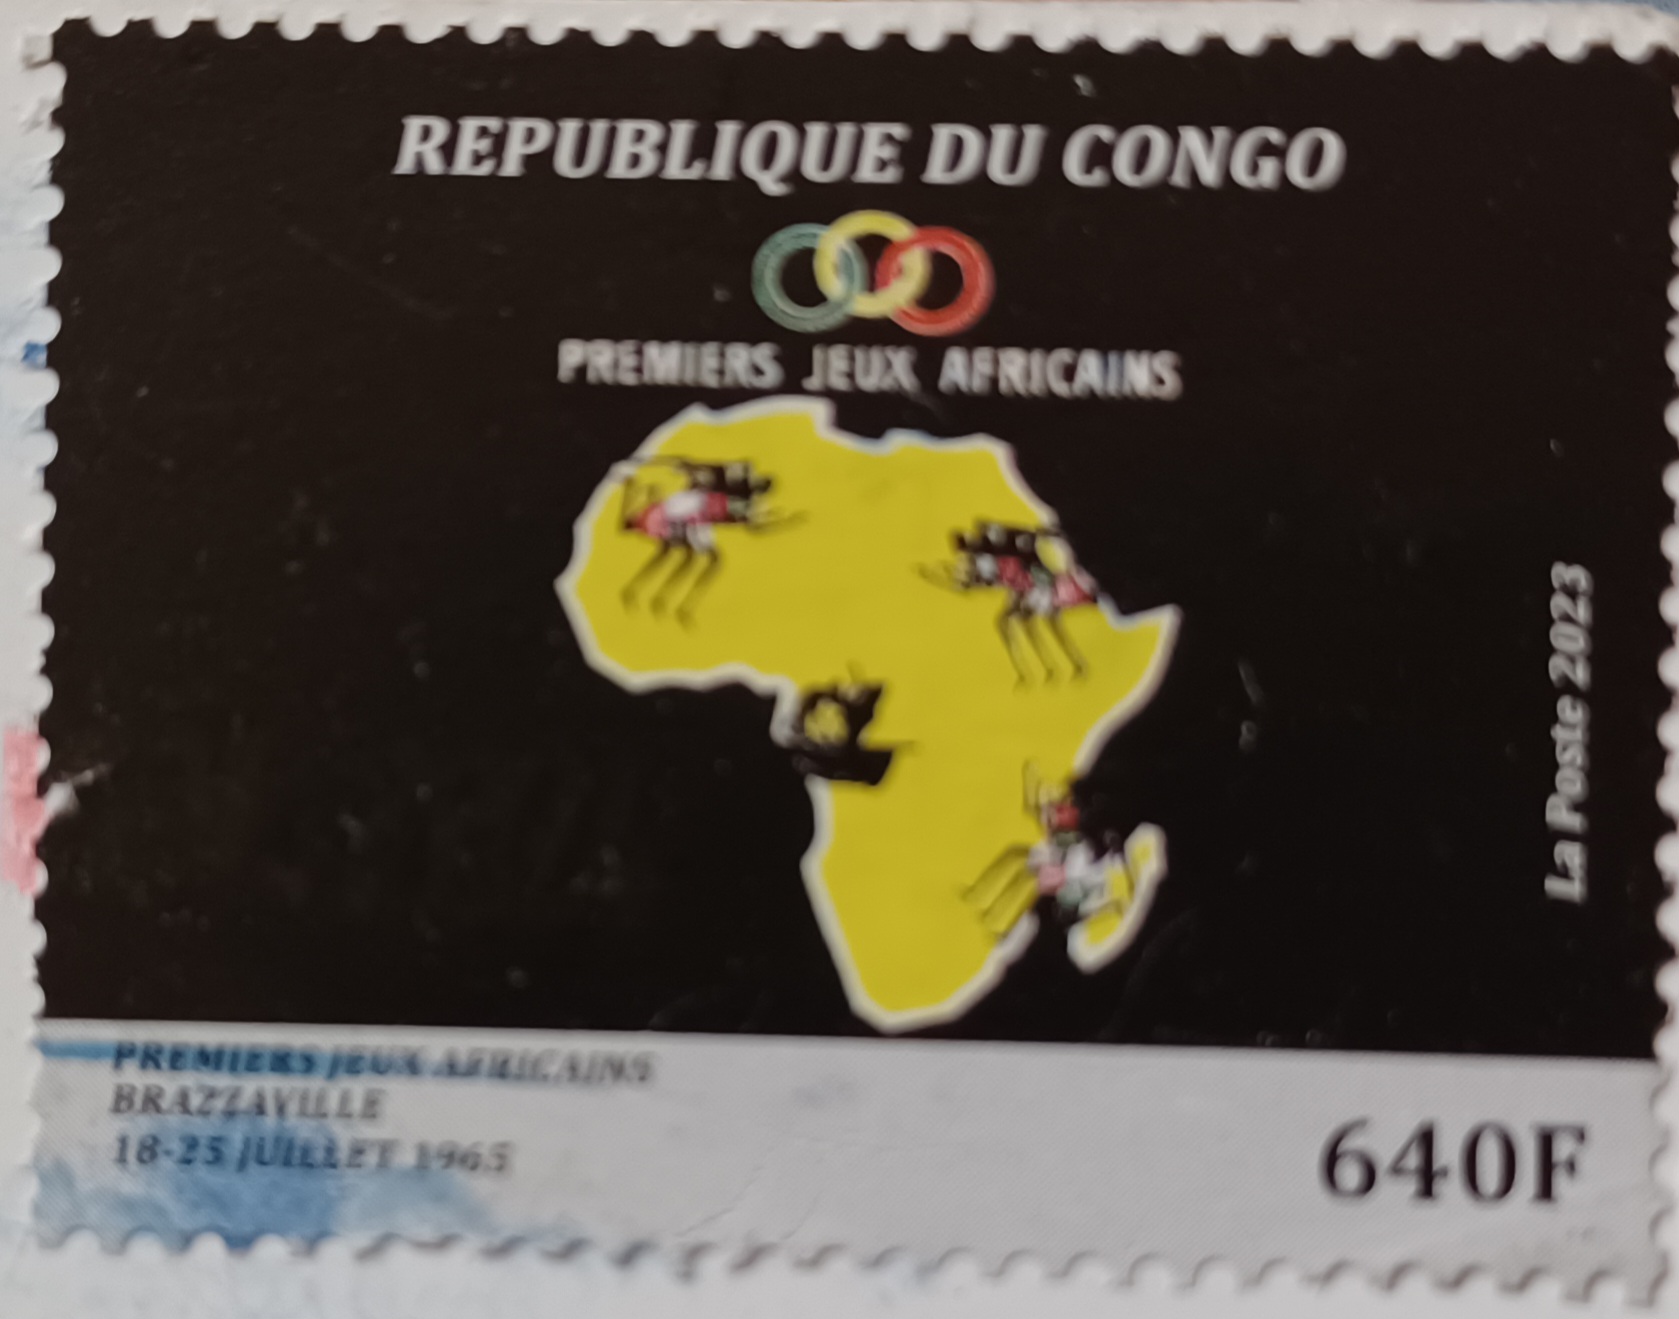 REPUBLIQUE DU CONGO
PREMIERS JEUX AFRICAINS
La Poste 2023
PREMIERS JEUX AFRICAINS
BRAZZAVILLE
18-25 JUILLET 1965
640F